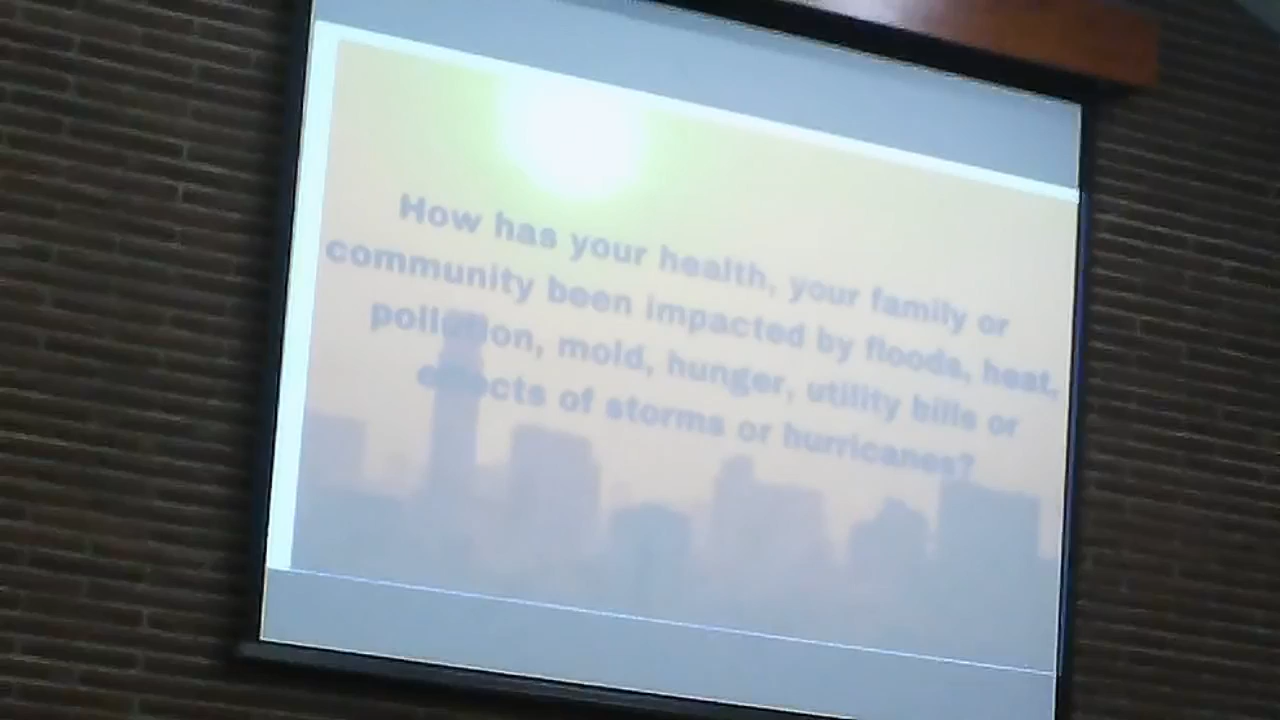 How has your health, your family or
community been impacted by floods, heat,
pollution, mold, hunger, utility bills or
effects of storms or hurricanes?